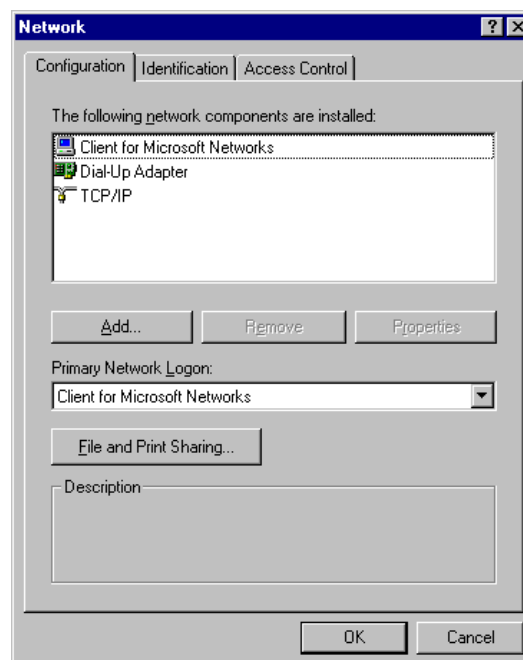 Network
Configuration Identification Access Control
The following network components are installed:
Client for Microsoft Networks
Dial-Up Adapter
TCP/IP
Add... Remove Properties
Primary Network Logon:
Client for Microsoft Networks
File and Print Sharing...
Description
OK Cancel